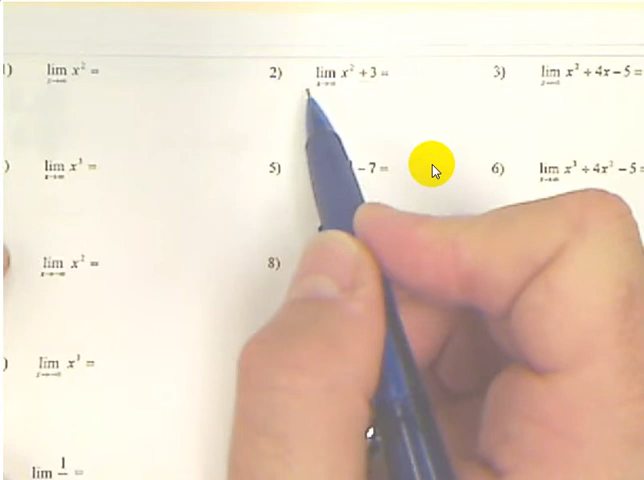 1) lim x² =
x→∞
2) lim x² + 3 =
x→∞
3) lim x² + 4x − 5 =
x→∞
) lim x³ =
x→∞
5) − 7 =
6) lim x³ + 4x² − 5 =
x→∞
lim x² =
x→−∞
8)
) lim x³ =
x→−∞
lim 1 =